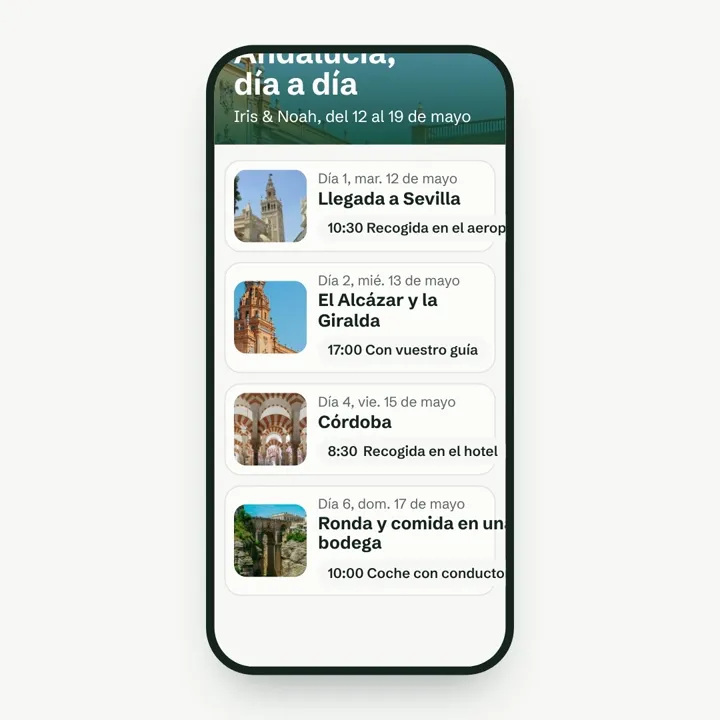 Andalucía,
día a día
Iris & Noah, del 12 al 19 de mayo
Día 1, mar. 12 de mayo
Llegada a Sevilla
10:30 Recogida en el aerop
Día 2, mié. 13 de mayo
El Alcázar y la
Giralda
17:00 Con vuestro guía
Día 4, vie. 15 de mayo
Córdoba
8:30 Recogida en el hotel
Día 6, dom. 17 de mayo
Ronda y comida en una
bodega
10:00 Coche con conducto